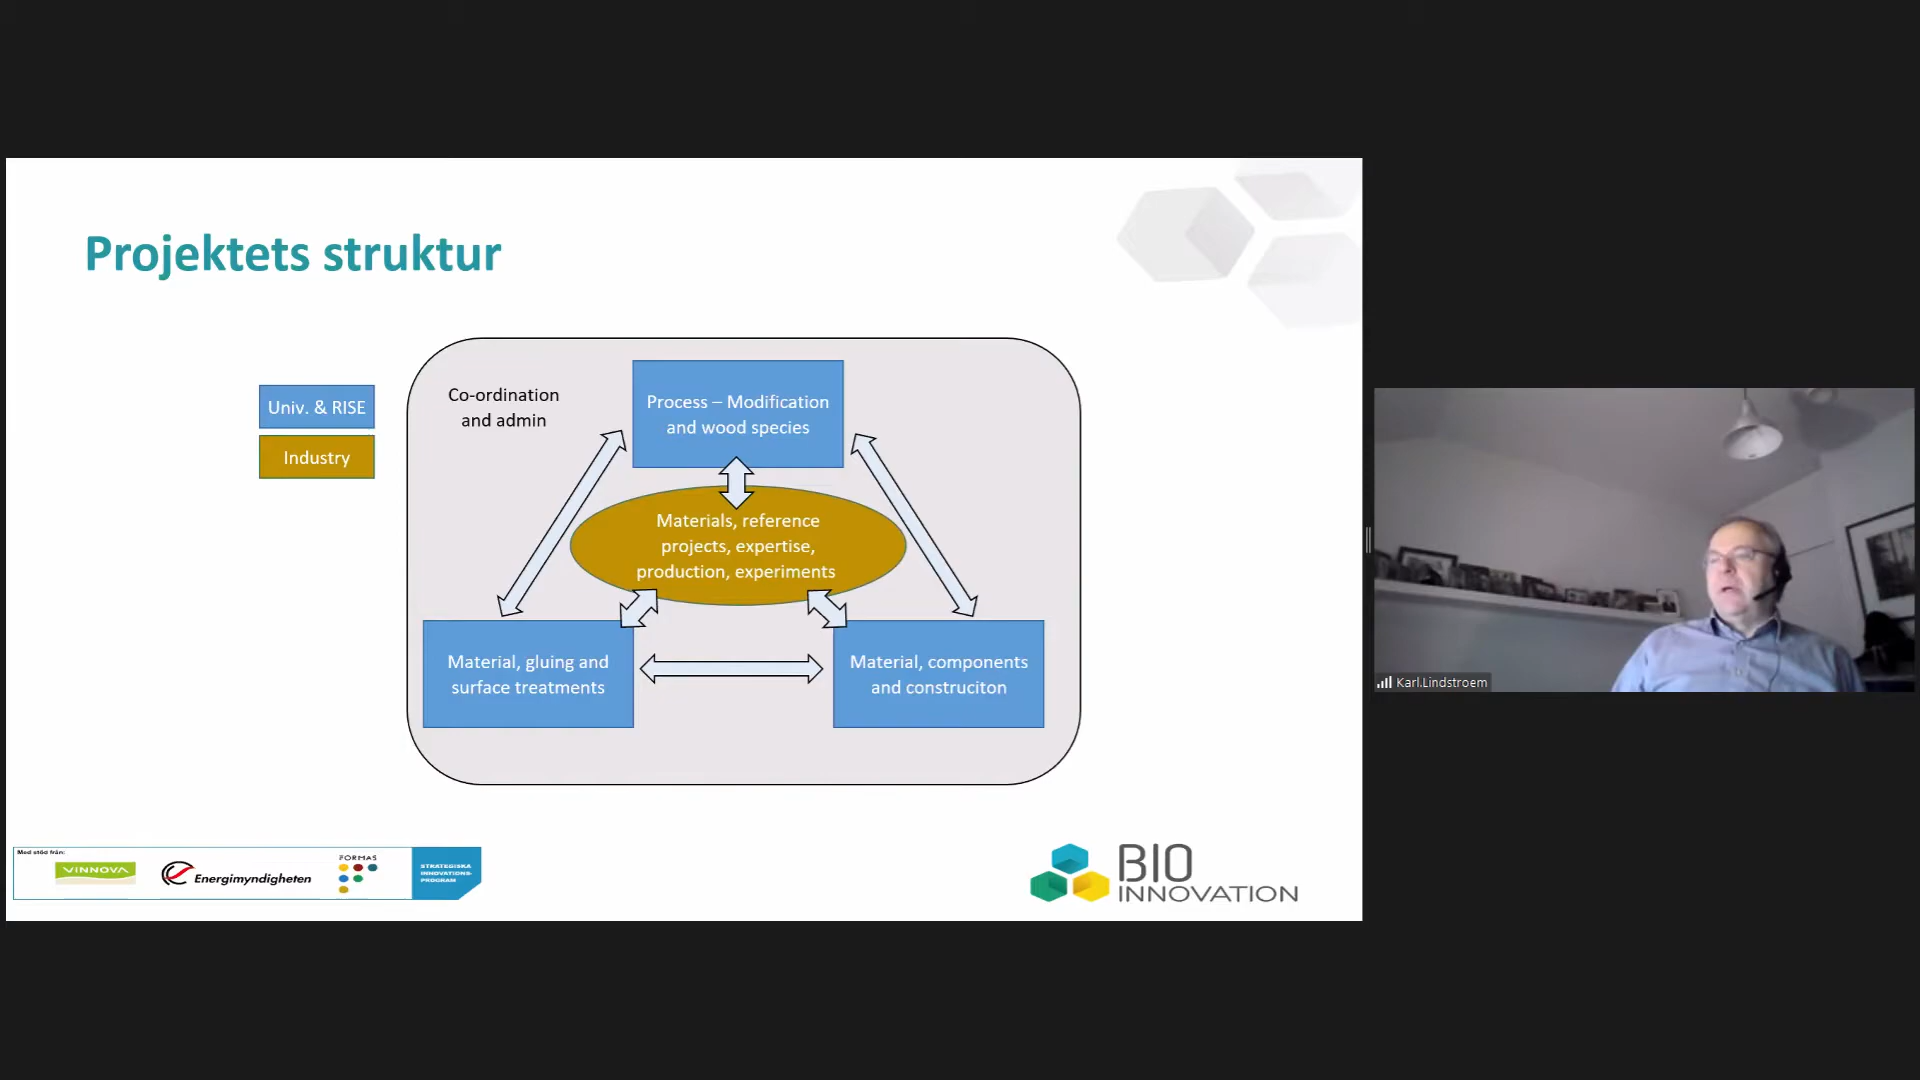 Projektets struktur
Univ. & RISE
Industry
Co-ordination
and admin
Process – Modification
and wood species
Materials, reference
projects, expertise,
production, experiments
Material, gluing and
surface treatments
Material, components
and construciton
Med stöd från:
VINNOVA
Energimyndigheten
FORMAS
STRATEGISKA
INNOVATIONS-
PROGRAM
BIO
INNOVATION
Karl.Lindstroem